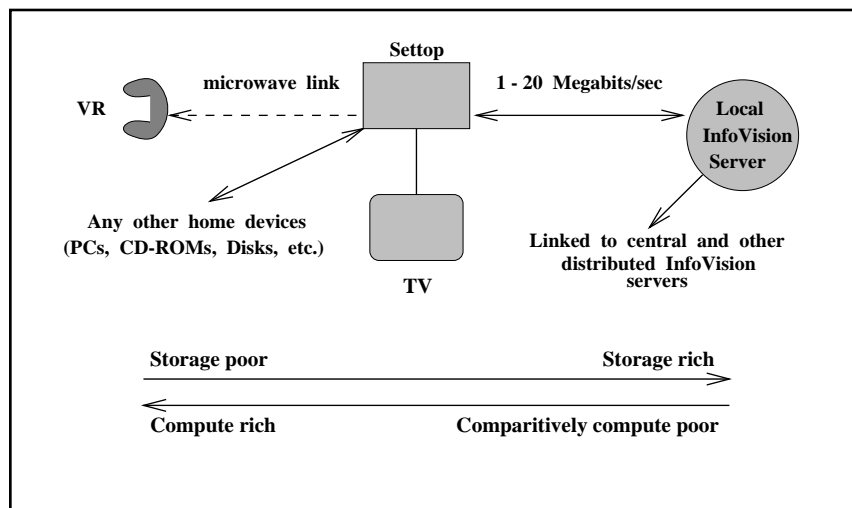 Settop
microwave link
1 - 20 Megabits/sec
VR
Local
InfoVision
Server
Any other home devices
(PCs, CD-ROMs, Disks, etc.)
TV
Linked to central and other
distributed InfoVision
servers
Storage poor
Storage rich
Compute rich
Comparitively compute poor